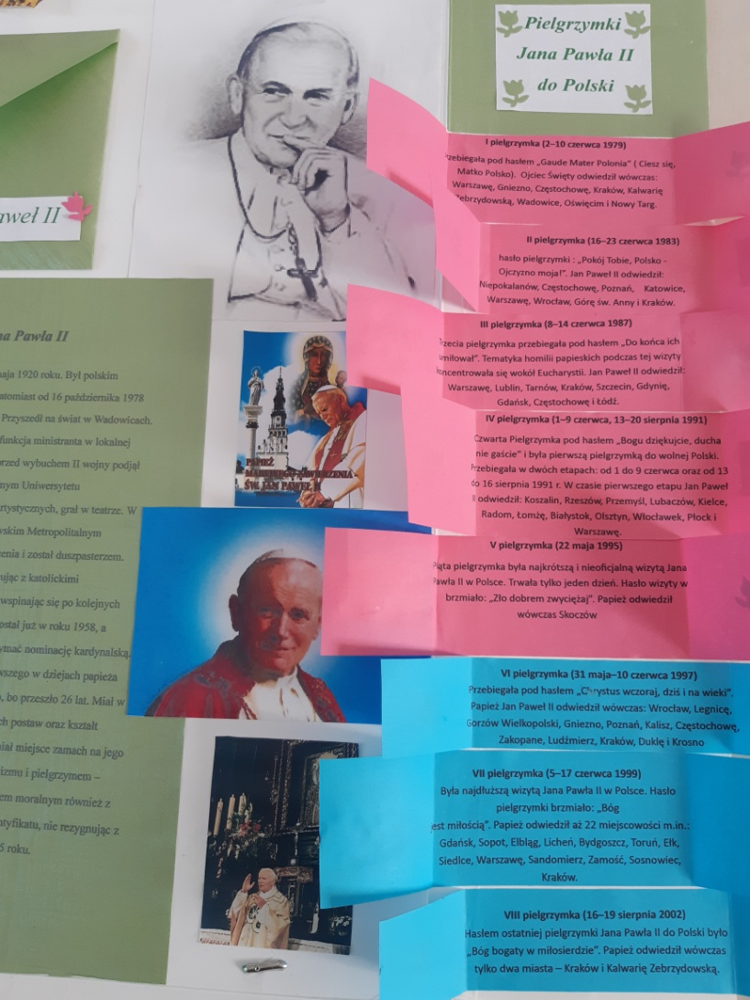 aweł II
na Pawła II
maja 1920 roku. Był polskim
natomiast od 16 października 1978
Przyszedł na świat w Wadowicach.
funkcja ministranta w lokalnej
przed wybuchem II wojny podjął
nym Uniwersytetu
artystycznych, grał w teatrze. W
wskim Metropolitalnym
cenia i został duszpasterzem.
ując z katolickimi
wspinając się po kolejnych
ostał już w roku 1958, a
ymać nominację kardynalską.
wszego w dziejach papieża
, bo przeszło 26 lat. Miał w
ch postaw oraz kształt
miał miejsce zamach na jego
izmu i pielgrzymem –
em moralnym również z
ntyfikatu, nie rezygnując z
5 roku.
PAPIEŻ
ZAWIERZENIA -
ŚW. JAN PAWEŁ II
Pielgrzymki
Jana Pawła II
do Polski
I pielgrzymka (2–10 czerwca 1979)
rzebiegała pod hasłem „Gaude Mater Polonia” ( Ciesz się,
Matko Polsko). Ojciec Święty odwiedził wówczas:
Warszawę, Gniezno, Częstochowę, Kraków, Kalwarię
Zebrzydowską, Wadowice, Oświęcim i Nowy Targ.
II pielgrzymka (16–23 czerwca 1983)
hasło pielgrzymki : „Pokój Tobie, Polsko -
Ojczyzno moja!”. Jan Paweł II odwiedził:
Niepokalanów, Częstochowę, Poznań, Katowice,
Warszawę, Wrocław, Górę św. Anny i Kraków.
III pielgrzymka (8–14 czerwca 1987)
Trzecia pielgrzymka przebiegała pod hasłem „Do końca ich
umiłował”. Tematyka homilii papieskich podczas tej wizyty
koncentrowała się wokół Eucharystii. Jan Paweł II odwiedził:
Warszawę, Lublin, Tarnów, Kraków, Szczecin, Gdynię,
Gdańsk, Częstochowę i Łódź.
IV pielgrzymka (1–9 czerwca, 13–20 sierpnia 1991)
Czwarta Pielgrzymka pod hasłem „Bogu dziękujcie, ducha
nie gaście” i była pierwszą pielgrzymką do wolnej Polski.
Przebiegała w dwóch etapach: od 1 do 9 czerwca oraz od 13
do 16 sierpnia 1991 r. W czasie pierwszego etapu Jan Paweł
II odwiedził: Koszalin, Rzeszów, Przemyśl, Lubaczów, Kielce,
Radom, Łomżę, Białystok, Olsztyn, Włocławek, Płock i
Warszawę.
V pielgrzymka (22 maja 1995)
Piąta pielgrzymka była najkrótszą i nieoficjalną wizytą Jana
Pawła II w Polsce. Trwała tylko jeden dzień. Hasło wizyty w
brzmiało: „Zło dobrem zwyciężaj”. Papież odwiedził
wówczas Skoczów
VI pielgrzymka (31 maja–10 czerwca 1997)
Przebiegała pod hasłem „Chrystus wczoraj, dziś i na wieki”.
Papież Jan Paweł II odwiedził wówczas: Wrocław, Legnicę,
Gorzów Wielkopolski, Gniezno, Poznań, Kalisz, Częstochowę,
Zakopane, Ludźmierz, Kraków, Duklę i Krosno
VII pielgrzymka (5–17 czerwca 1999)
Była najdłuższą wizytą Jana Pawła II w Polsce. Hasło
pielgrzymki brzmiało: „Bóg
jest miłością”. Papież odwiedził aż 22 miejscowości m.in.:
Gdańsk, Sopot, Elbląg, Licheń, Bydgoszcz, Toruń, Ełk,
Siedlce, Warszawę, Sandomierz, Zamość, Sosnowiec,
Kraków.
VIII pielgrzymka (16–19 sierpnia 2002)
Hasłem ostatniej pielgrzymki Jana Pawła II do Polski było
„Bóg bogaty w miłosierdzie”. Papież odwiedził wówczas
tylko dwa miasta – Kraków i Kalwarię Zebrzydowską.